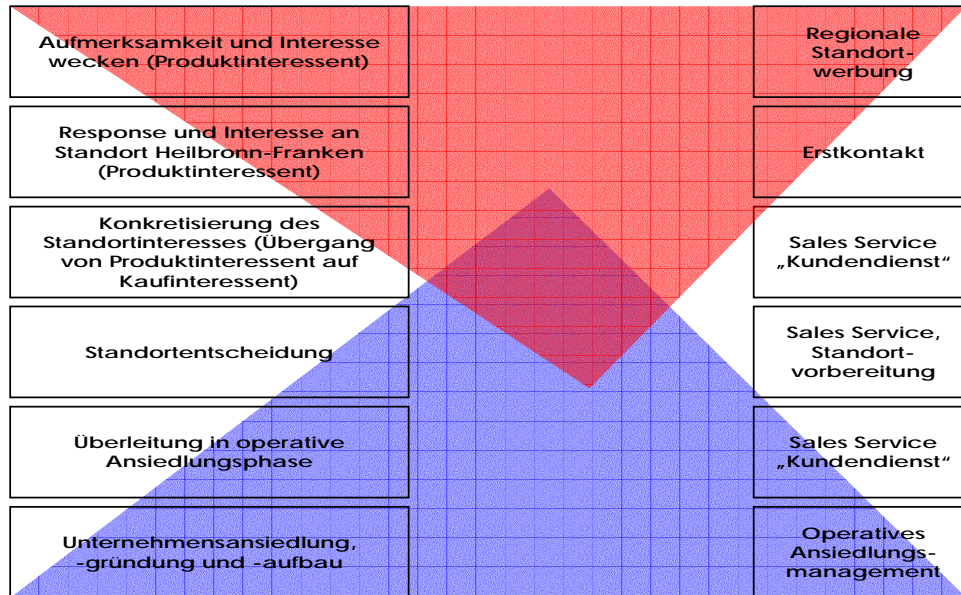 Aufmerksamkeit und Interesse
wecken (Produktinteressent)
Regionale
Standort-
werbung
Response und Interesse an
Standort Heilbronn-Franken
(Produktinteressent)
Erstkontakt
Konkretisierung des
Standortinteresses (Übergang
von Produktinteressent auf
Kaufinteressent)
Sales Service
„Kundendienst“
Standortentscheidung
Sales Service,
Standort-
vorbereitung
Überleitung in operative
Ansiedlungsphase
Sales Service
„Kundendienst“
Unternehmensansiedlung,
-gründung und -aufbau
Operatives
Ansiedlungs-
management